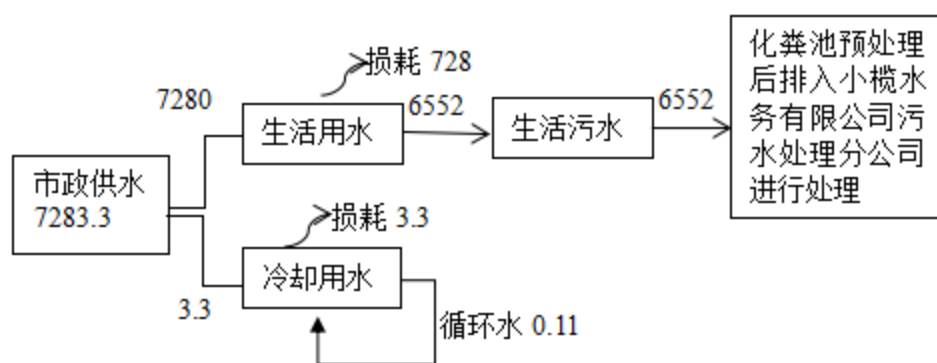 损耗 728
7280
生活用水
6552
生活污水
6552
化粪池预处理
后排入小榄水
务有限公司污
水处理分公司
进行处理
市政供水
7283.3
损耗 3.3
冷却用水
3.3
循环水 0.11